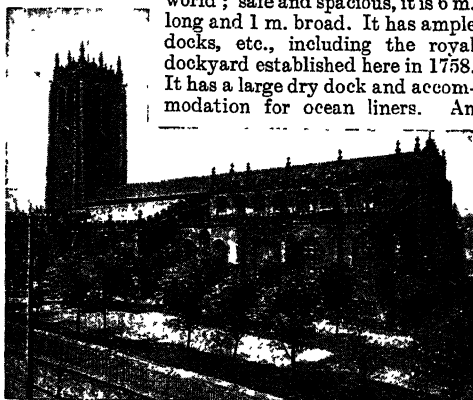 world ; safe and spacious, it is 6 m.
long and 1 m. broad. It has ample
docks, etc., including the royal
dockyard established here in 1758.
It has a large dry dock and accom-
modation for ocean liners. An